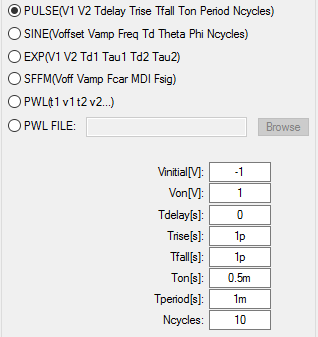 PULSE(V1 V2 Tdelay Trise Tfall Ton Period Ncycles)
SINE(Voffset Vamp Freq Td Theta Phi Ncycles)
EXP(V1 V2 Td1 Tau1 Td2 Tau2)
SFFM(Voff Vamp Fcar MDI Fsig)
PWL(t1 v1 t2 v2...)
PWL FILE: Browse
Vinitial[V]: -1
Von[V]: 1
Tdelay[s]: 0
Trise[s]: 1p
Tfall[s]: 1p
Ton[s]: 0.5m
Tperiod[s]: 1m
Ncycles: 10